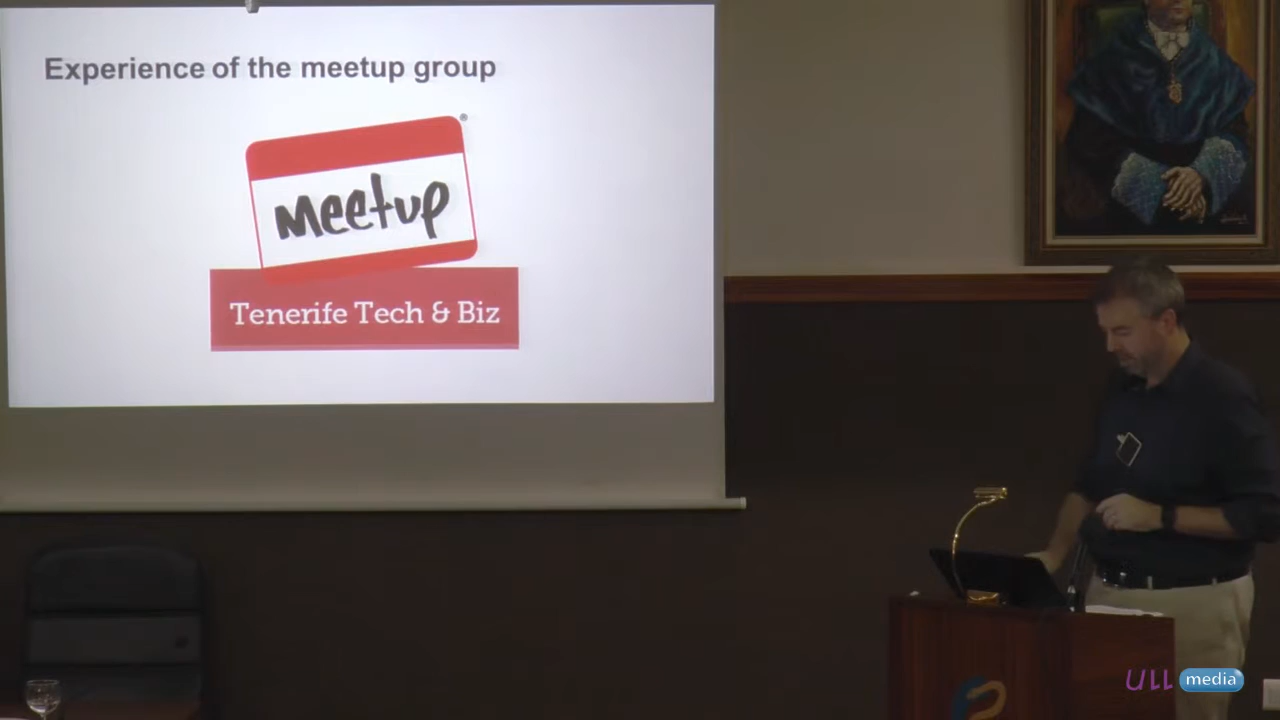 Experience of the meetup group
meetup®
Tenerife Tech & Biz
ULL media